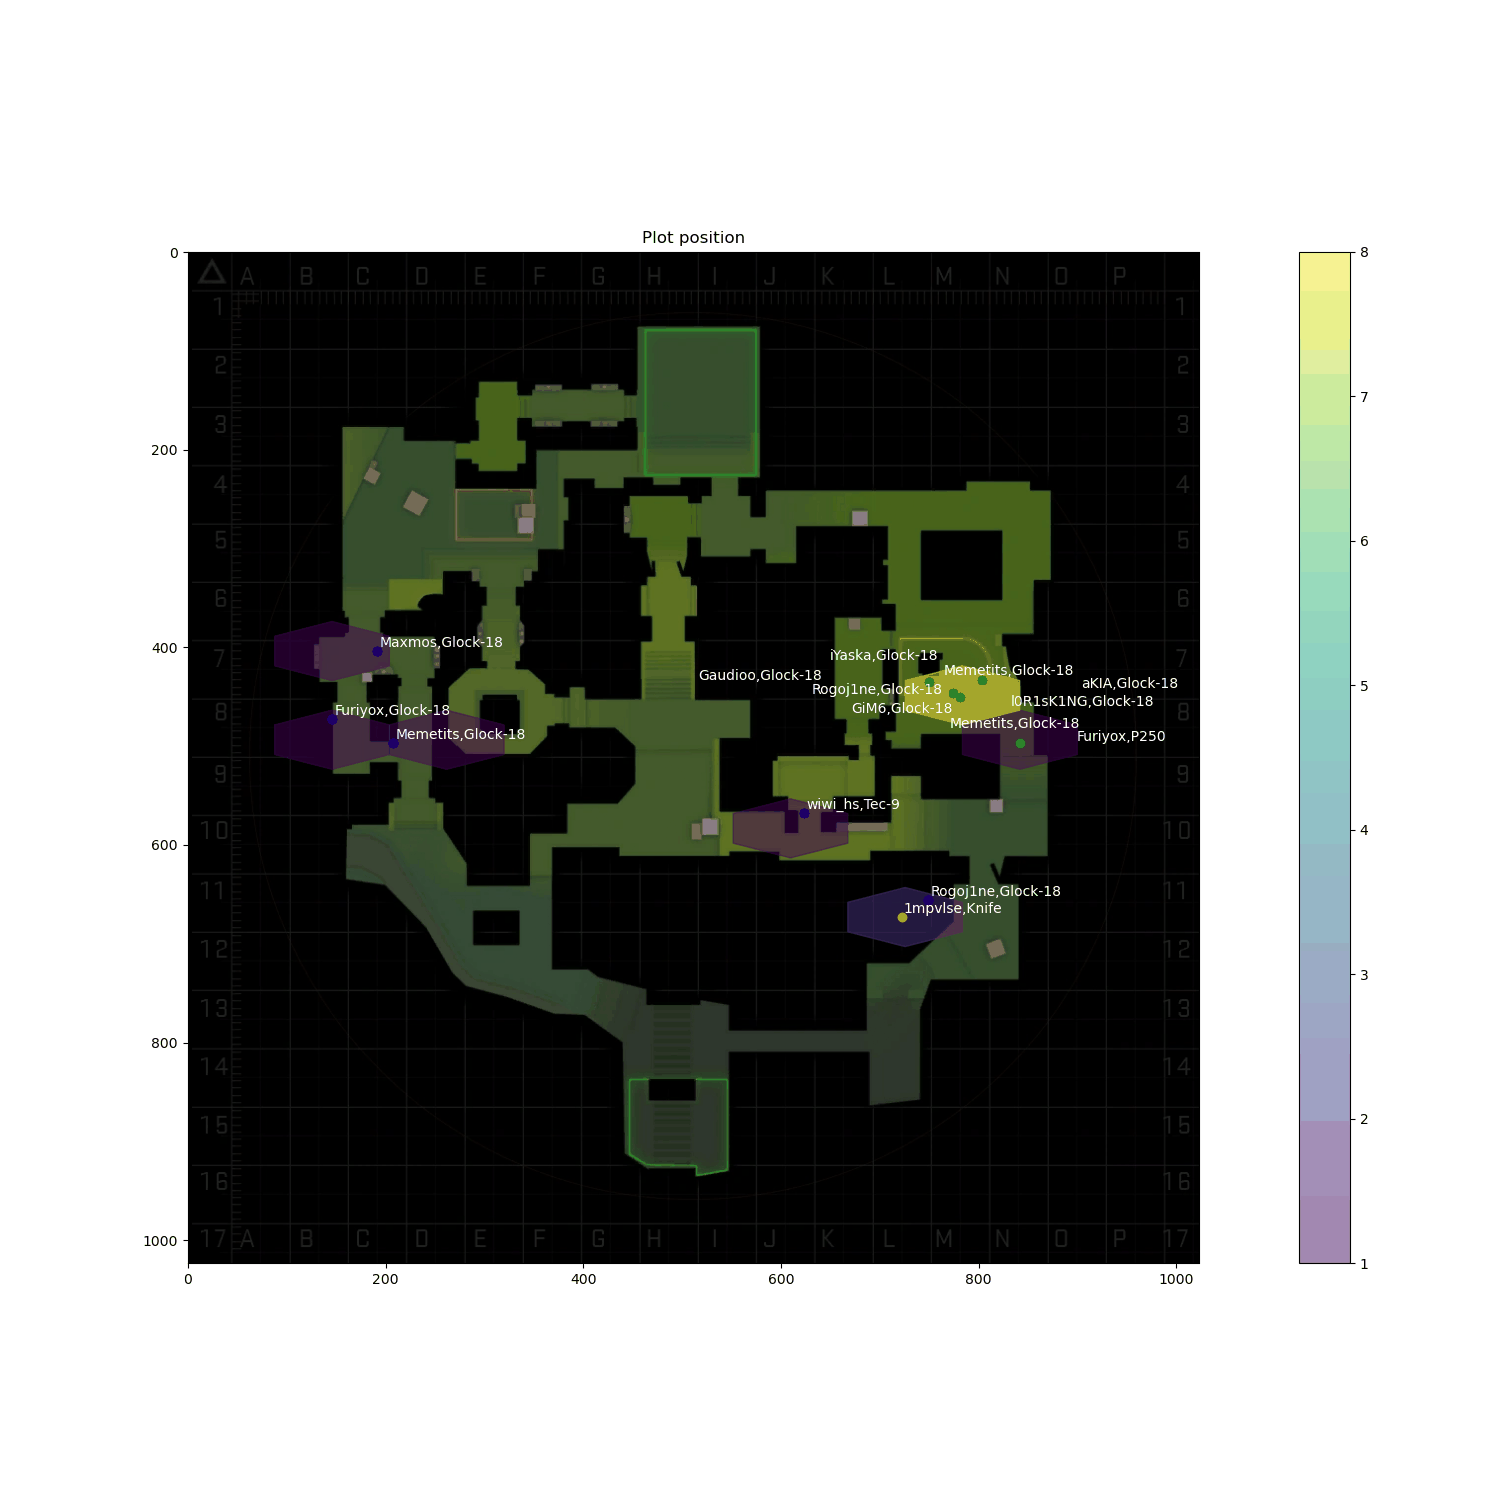 Plot position
A B C D E F G H I J K L M N O P
1 1
2 2
3 3
4 4
5 5
6 6
7 7
8 8
9 9
10 10
11 11
12 12
13 13
14 14
15 15
16 16
17 A B C D E F G H I J K L M N O P 17
Maxmos,Glock-18
iYaska,Glock-18
Memetits,Glock-18
Gaudioo,Glock-18
aKIA,Glock-18
Rogoj1ne,Glock-18
l0R1sK1NG,Glock-18
GiM6,Glock-18
Furiyox,Glock-18
Memetits,Glock-18
Memetits,Glock-18
Furiyox,P250
wiwi_hs,Tec-9
Rogoj1ne,Glock-18
1mpvlse,Knife
0
200
400
600
800
1000
0 200 400 600 800 1000
8
7
6
5
4
3
2
1